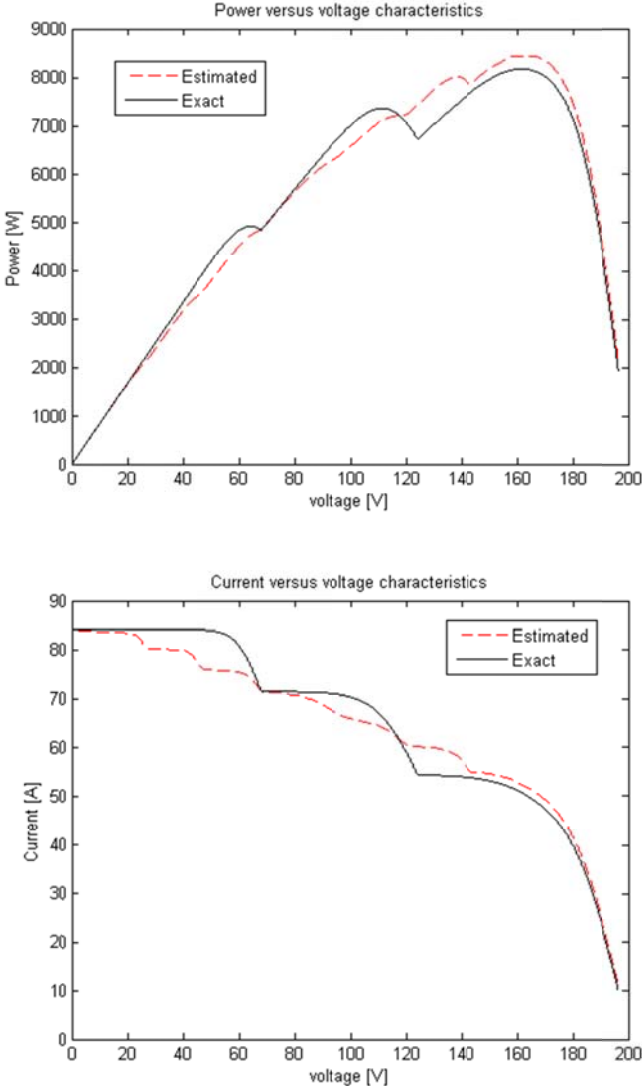 Power versus voltage characteristics
9000
8000
7000
6000
5000
4000
3000
2000
1000
0
Power [W]
Estimated
Exact
0 20 40 60 80 100 120 140 160 180 200
voltage [V]
Current versus voltage characteristics
90
80
70
60
50
40
30
20
10
0
Current [A]
Estimated
Exact
0 20 40 60 80 100 120 140 160 180 200
voltage [V]